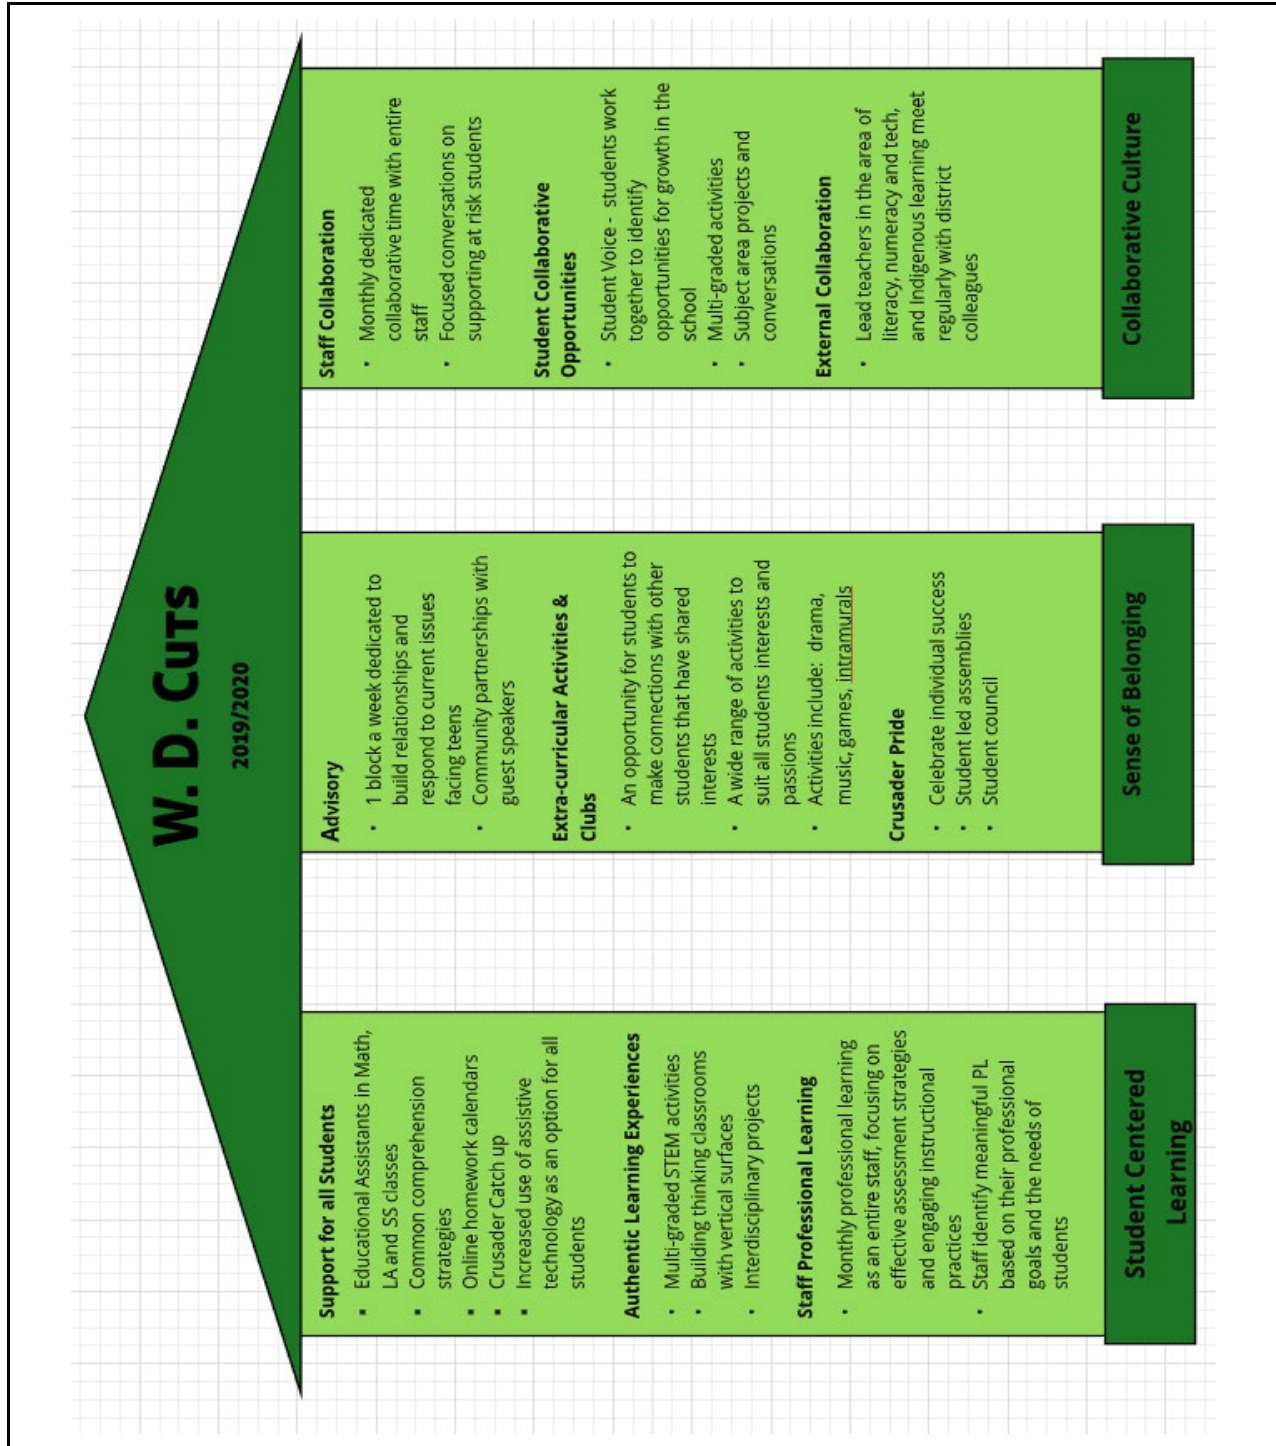 W. D. Cuts
2019/2020
Support for all Students
▪ Educational Assistants in Math,
LA and SS classes
▪ Common comprehension
strategies
▪ Online homework calendars
▪ Crusader Catch up
▪ Increased use of assistive
technology as an option for all
students
Authentic Learning Experiences
• Multi-graded STEM activities
• Building thinking classrooms
with vertical surfaces
• Interdisciplinary projects
Staff Professional Learning
• Monthly professional learning
as an entire staff, focusing on
effective assessment strategies
and engaging instructional
practices
• Staff identify meaningful PL
based on their professional
goals and the needs of
students
Student Centered
Learning
Advisory
• 1 block a week dedicated to
build relationships and
respond to current issues
facing teens
• Community partnerships with
guest speakers
Extra-curricular Activities &
Clubs
• An opportunity for students to
make connections with other
students that have shared
interests
• A wide range of activities to
suit all students interests and
passions
• Activities include: drama,
music, games, intramurals
Crusader Pride
• Celebrate individual success
• Student led assemblies
• Student council
Sense of Belonging
Staff Collaboration
• Monthly dedicated
collaborative time with entire
staff
• Focused conversations on
supporting at risk students
Student Collaborative
Opportunities
• Student Voice - students work
together to identify
opportunities for growth in the
school
• Multi-graded activities
• Subject area projects and
conversations
External Collaboration
• Lead teachers in the area of
literacy, numeracy and tech,
and Indigenous learning meet
regularly with district
colleagues
Collaborative Culture